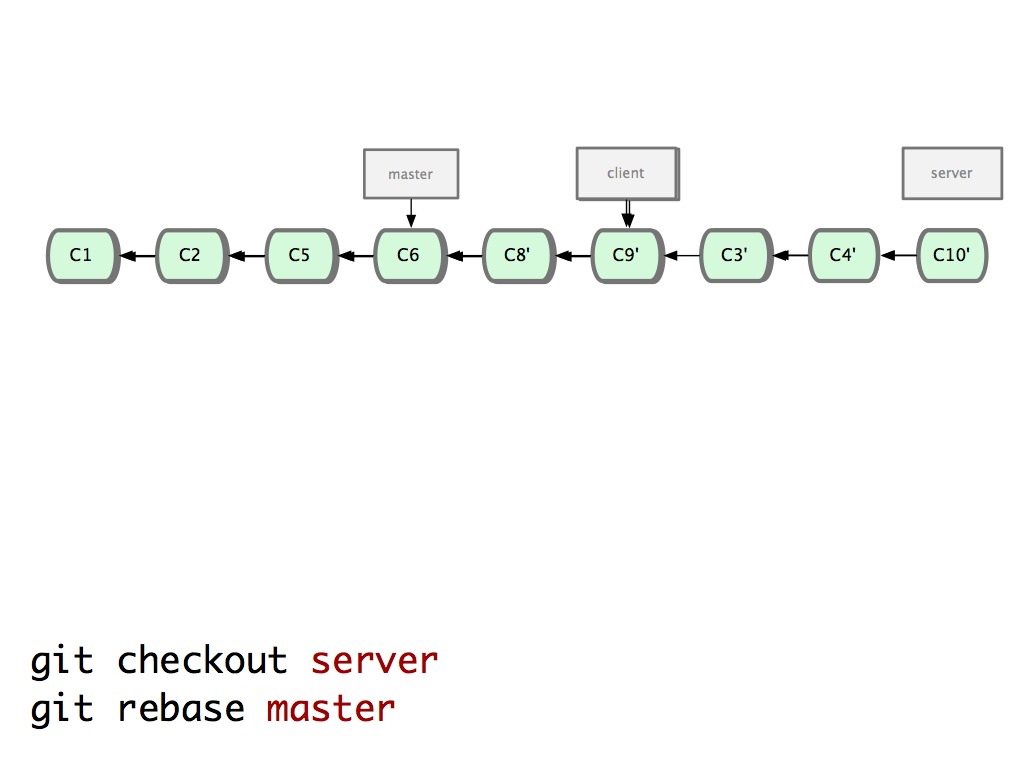 master client server
C1 C2 C5 C6 C8' C9' C3' C4' C10'
git checkout server
git rebase master